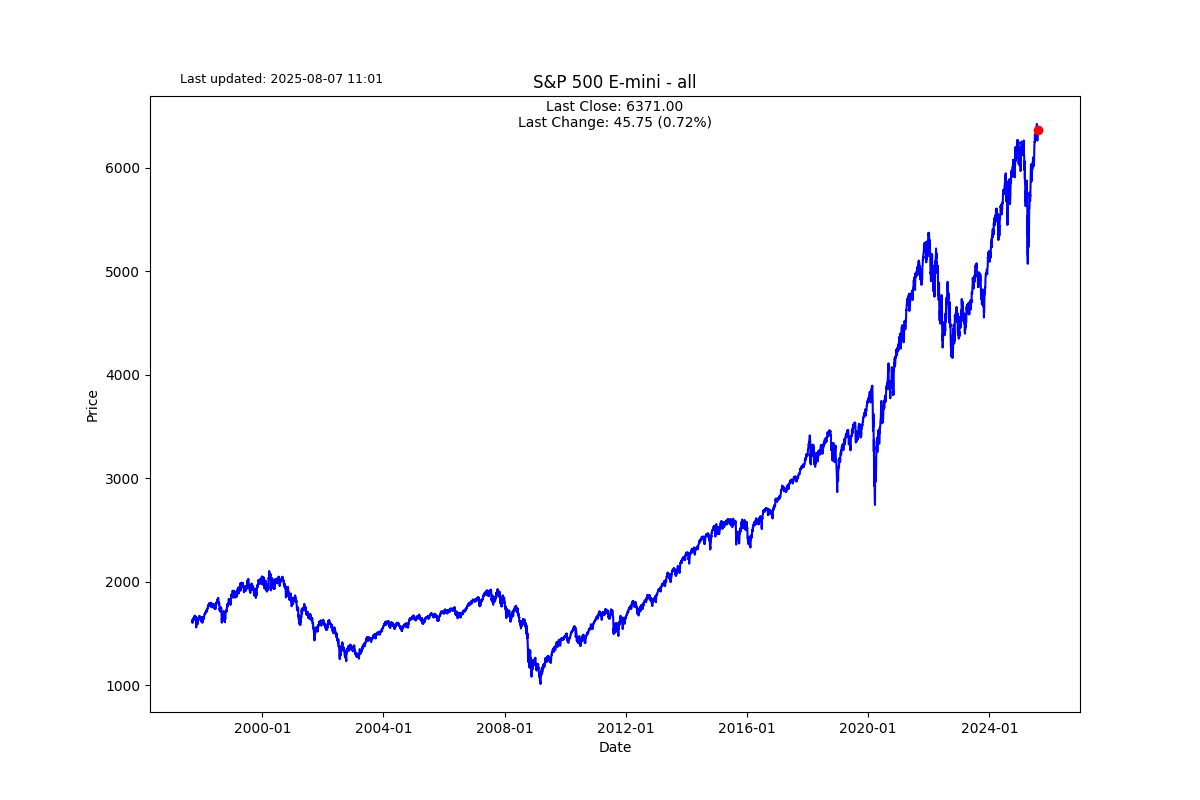 Last updated: 2025-08-07 11:01
S&P 500 E-mini - all
Last Close: 6371.00
Last Change: 45.75 (0.72%)
6000
5000
4000
3000
2000
1000
Price
2000-01 2004-01 2008-01 2012-01 2016-01 2020-01 2024-01
Date